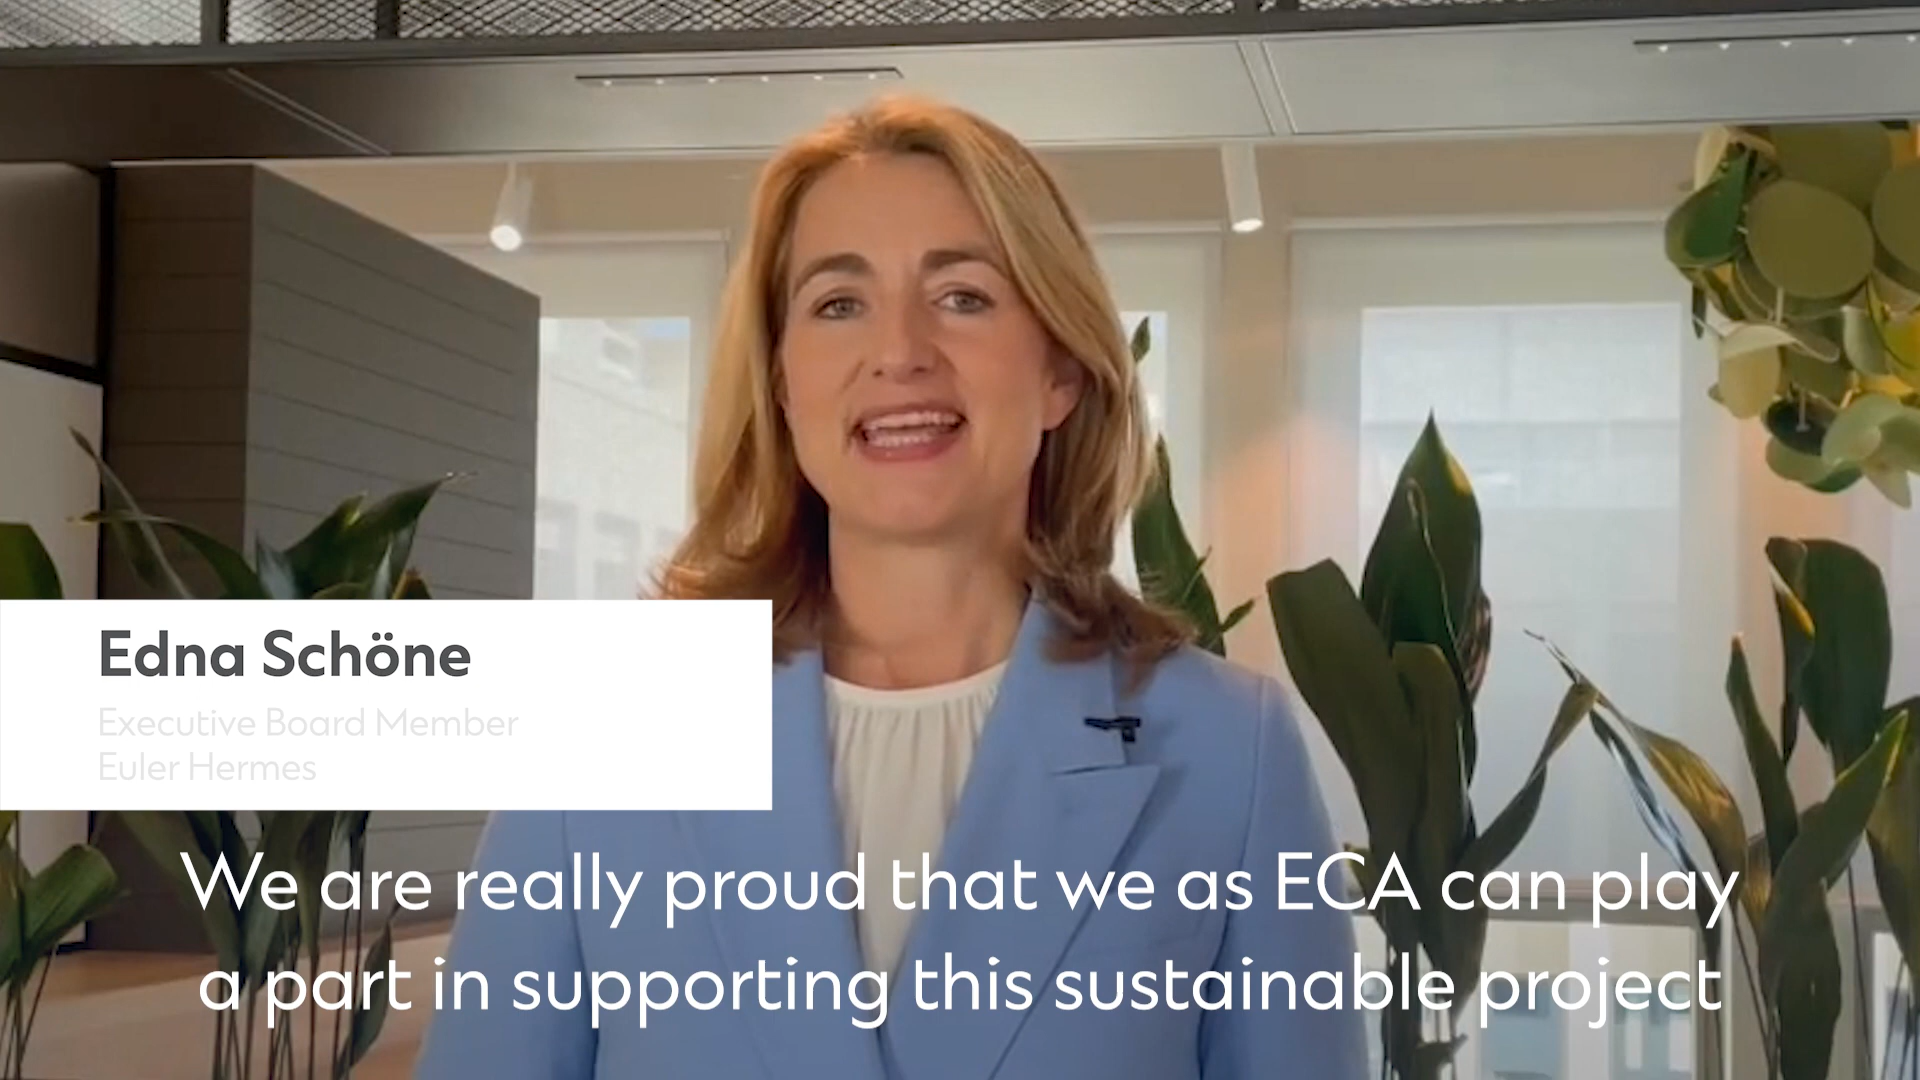 Edna Schöne
Executive Board Member
Euler Hermes
We are really proud that we as ECA can play
a part in supporting this sustainable project